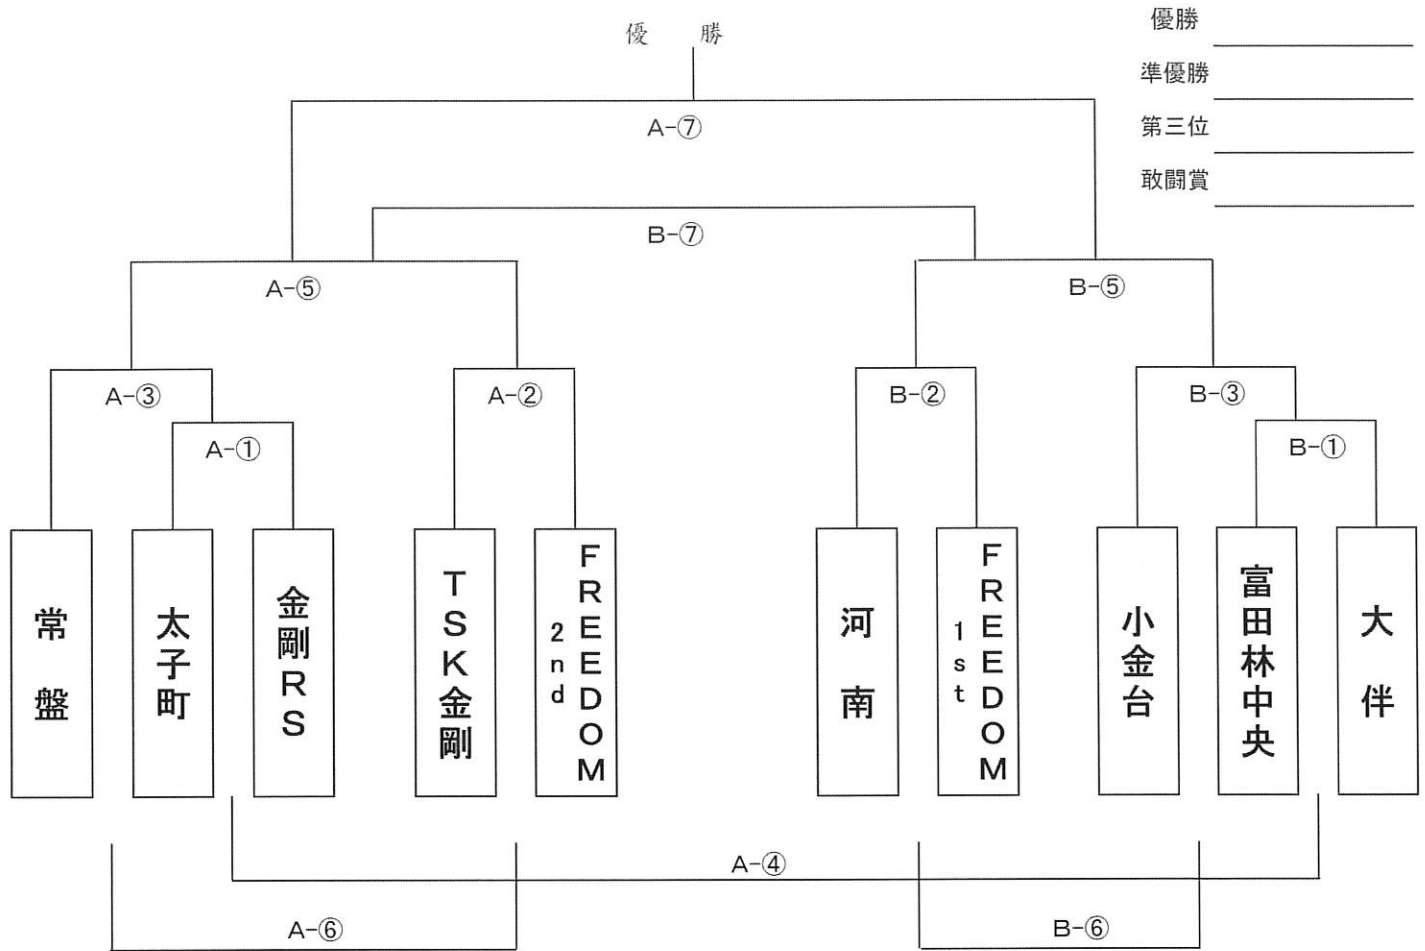 優勝
優　勝
準優勝
A-⑦
第三位
敢闘賞
B-⑦
A-⑤
B-⑤
A-③
A-②
B-②
B-③
A-①
B-①
常盤
太子町
金剛RS
TSK金剛
FREEDOM
2nd
河南
FREEDOM
1st
小金台
富田林中央
大伴
A-④
A-⑥
B-⑥